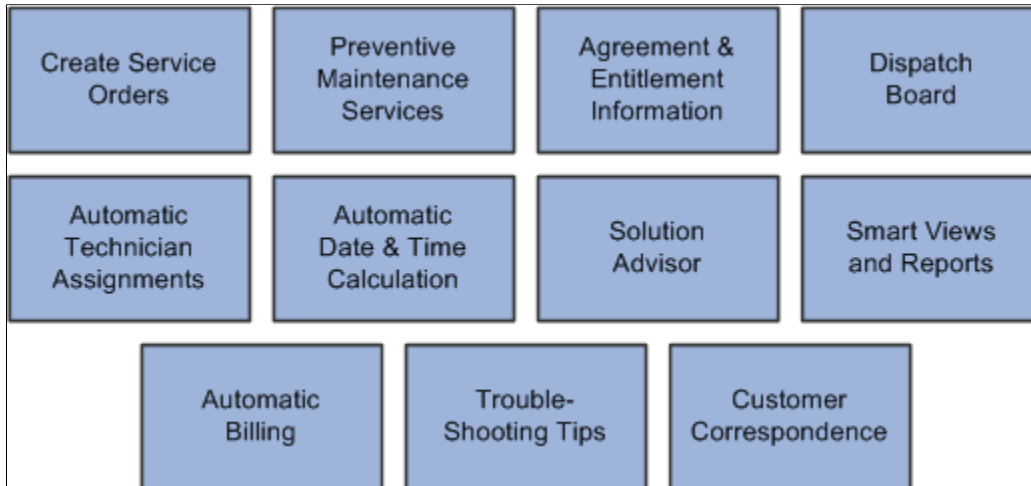 Create Service
Orders
Preventive
Maintenance
Services
Agreement &
Entitlement
Information
Dispatch
Board
Automatic
Technician
Assignments
Automatic
Date & Time
Calculation
Solution
Advisor
Smart Views
and Reports
Automatic
Billing
Trouble-
Shooting Tips
Customer
Correspondence